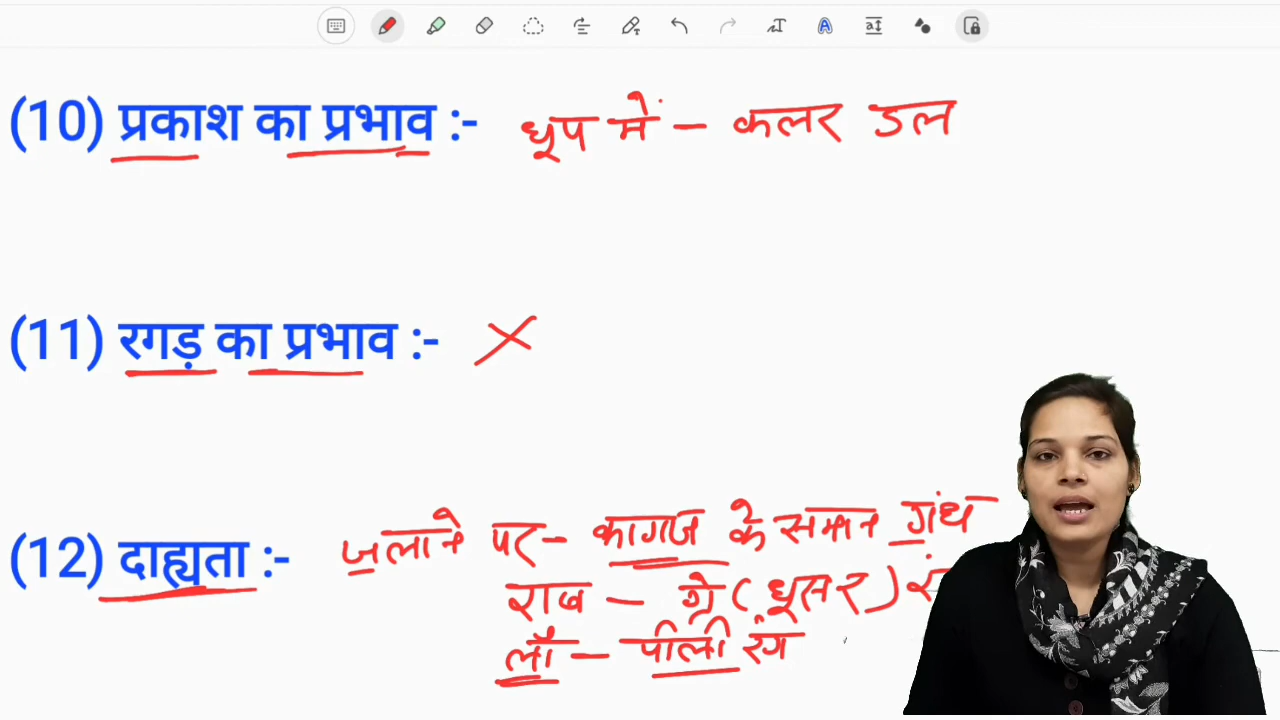 (10) प्रकाश का प्रभाव :- धूप में - कलर डल
(11) रगड़ का प्रभाव :- ×
(12) दाह्यता :- जलाने पर - कागज के समान गंध
राख - ग्रे (धूसर) रं
लौ - पीली रंग